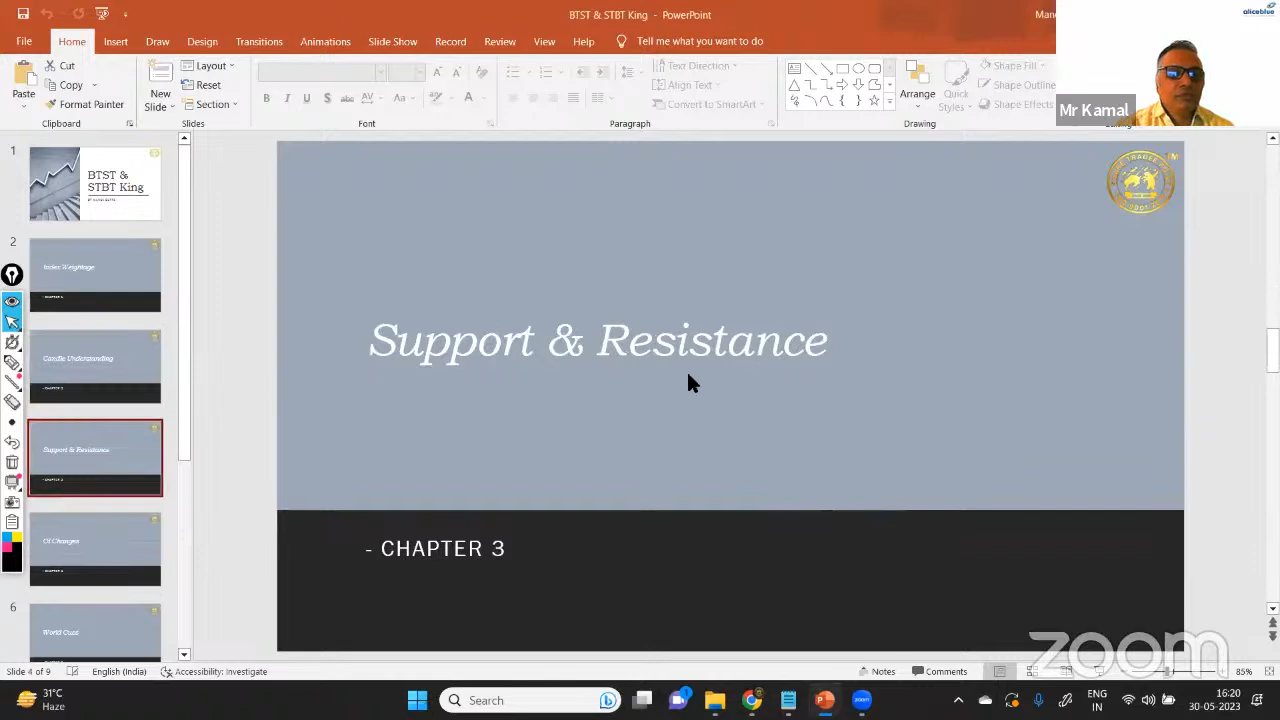 BTST & STBT King - PowerPoint
aliceblue
File
Home
Insert
Draw
Design
Transitions
Animations
Slide Show
Record
Review
View
Help
Tell me what you want to do
Paste
Cut
Copy
Format Painter
Clipboard
New
Slide
Layout
Reset
Section
Slides
Font
Text Direction
Align Text
Convert to SmartArt
Paragraph
Arrange
Quick
Styles
Shape Fill
Shape Outline
Shape Effects
Drawing
Mr Kamal
1
BTST &
STBT King
2
Index Weightage
Candle Understanding
Support & Resistance
OI Changes
6
World Cues
Support & Resistance
- CHAPTER 3
zoom
Slide 4 of 9
English (India)
Accessibility: Investigate
Notes
Comments
85%
31°C
Haze
Search
zoom
ENG
IN
16:20
30-05-2023